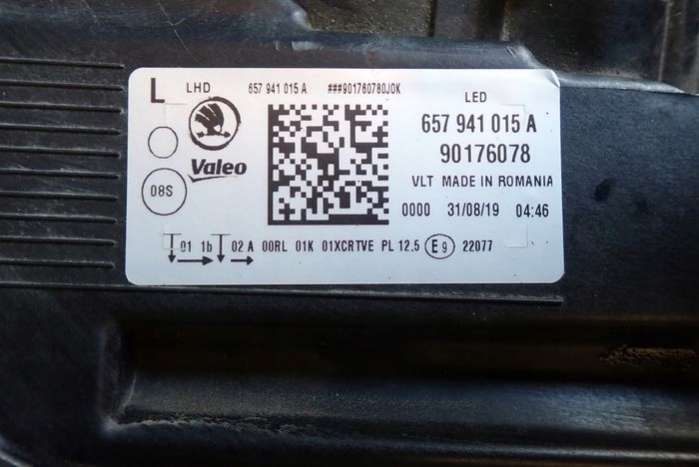 L LHD 657 941 015 A ###901760780J0K
LED
657 941 015 A
Valeo
90176078
08S
VLT MADE IN ROMANIA
0000 31/08/19 04:46
01 1b 02 A 00RL 01K 01XCRTVE PL 12.5 E9 22077